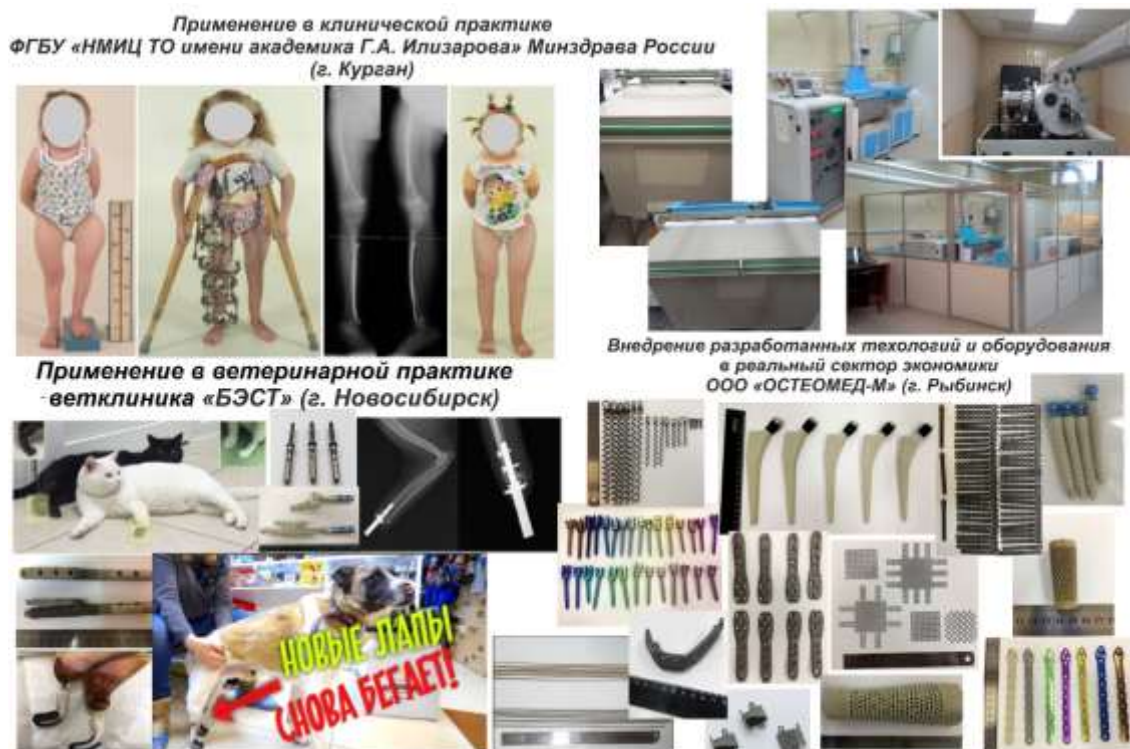 Применение в клинической практике
ФГБУ «НМИЦ ТО имени академика Г.А. Илизарова» Минздрава России
(г. Курган)
Внедрение разработанных техологий и оборудования
в реальный сектор экономики
ООО «ОСТЕОМЕД-М» (г. Рыбинск)
Применение в ветеринарной практике
-ветклиника «БЭСТ» (г. Новосибирск)
НОВЫЕ ЛАПЫ
СНОВА БЕГАЕТ!